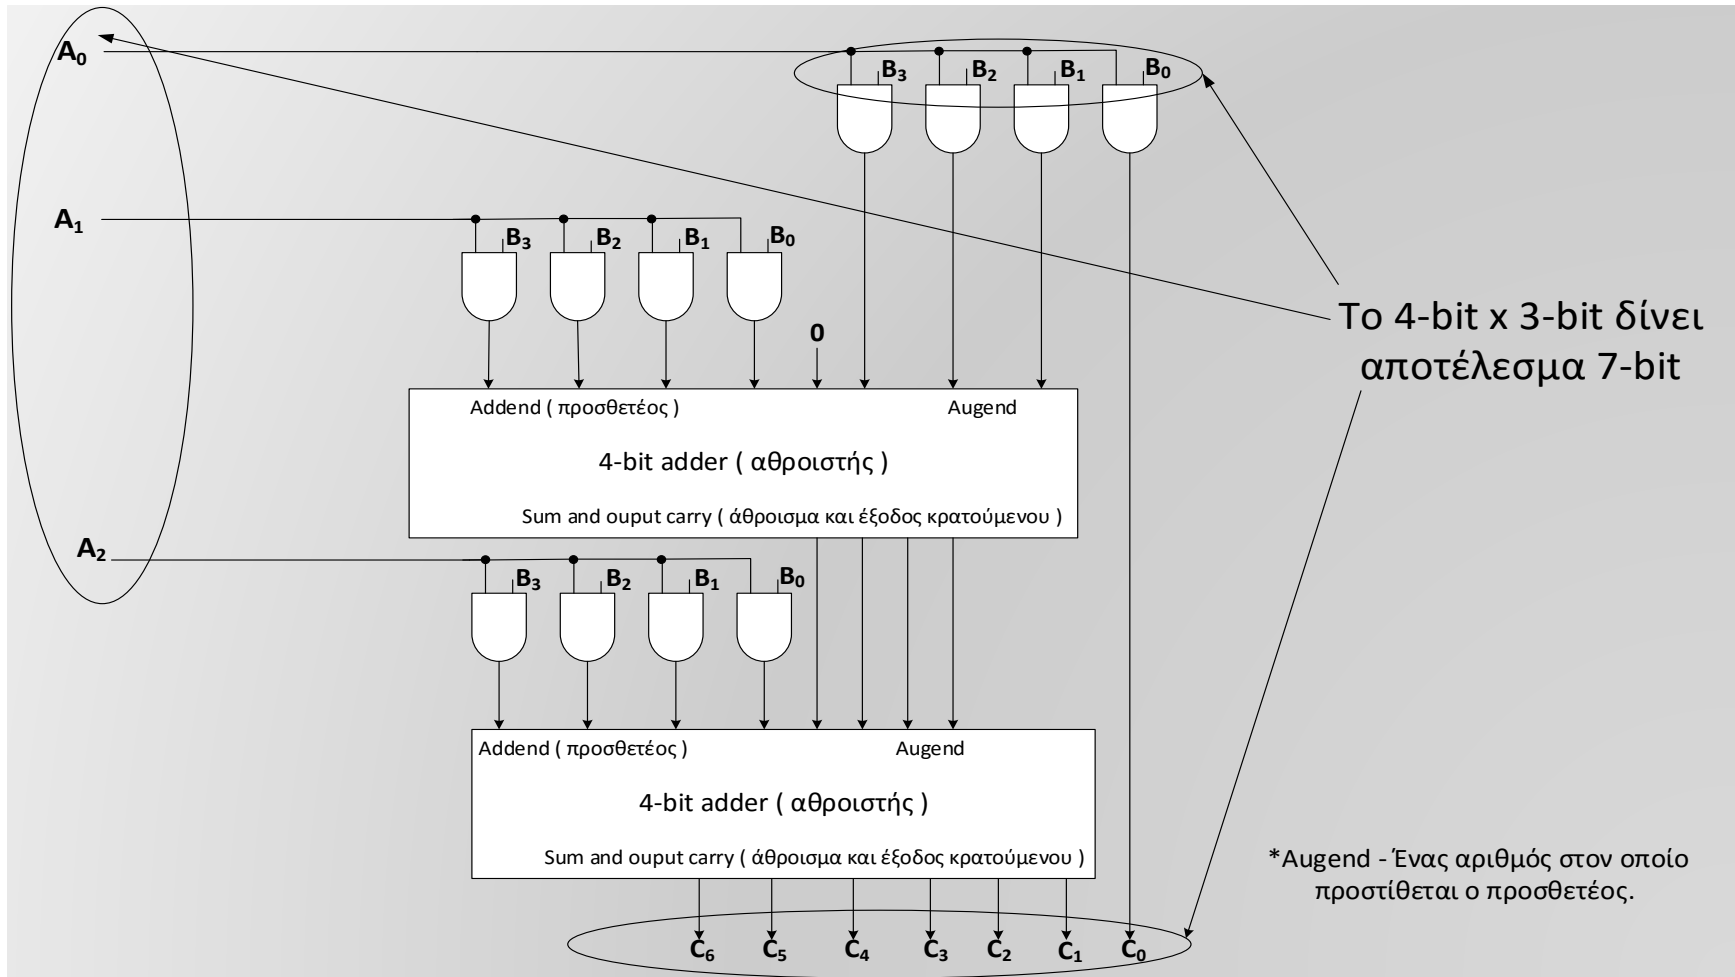 A₀
B₃ B₂ B₁ B₀
A₁
B₃ B₂ B₁ B₀
0
Το 4-bit x 3-bit δίνει
αποτέλεσμα 7-bit
Addend ( προσθετέος ) Augend
4-bit adder ( αθροιστής )
Sum and ouput carry ( άθροισμα και έξοδος κρατούμενου )
A₂
B₃ B₂ B₁ B₀
Addend ( προσθετέος ) Augend
4-bit adder ( αθροιστής )
Sum and ouput carry ( άθροισμα και έξοδος κρατούμενου )
*Augend - Ένας αριθμός στον οποίο
προστίθεται ο προσθετέος.
C₆ C₅ C₄ C₃ C₂ C₁ C₀